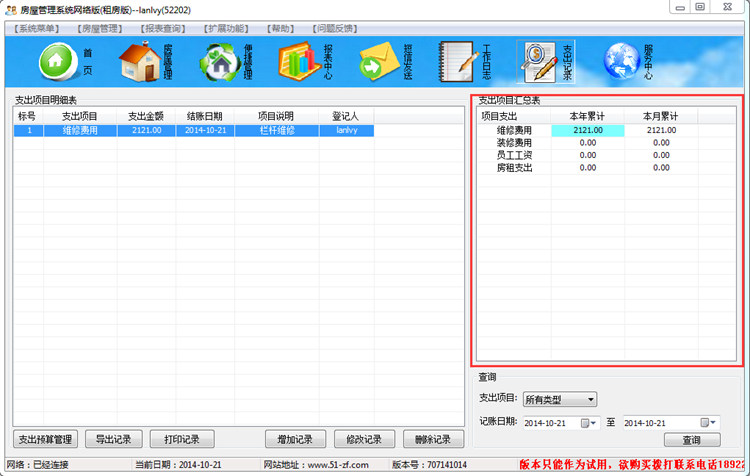 房屋管理系统网络版(租房版)--lanlvy(52202)
【系统菜单】 【房屋管理】 【报表查询】 【扩展功能】 【帮助】 【问题反馈】
首页 房屋管理 便捷管理 报表中心 短信发送 工作日志 支出记录 服务中心
支出项目明细表
标号 支出项目 支出金额 结账日期 项目说明 登记人
1 维修费用 2121.00 2014-10-21 栏杆维修 lanlvy
支出项目汇总表
项目支出 本年累计 本月累计
维修费用 2121.00 2121.00
装修费用 0.00 0.00
员工工资 0.00 0.00
房租支出 0.00 0.00
查询
支出项目: 所有类型
记账日期: 2014-10-21 至 2014-10-21
查询
支出预算管理 导出记录 打印记录 增加记录 修改记录 删除记录
网络：已经连接 当前日期：2014-10-21 网站地址：www.51-zf.com 版本号：707141014 版本只能作为试用，欲购买拨打联系电话1892